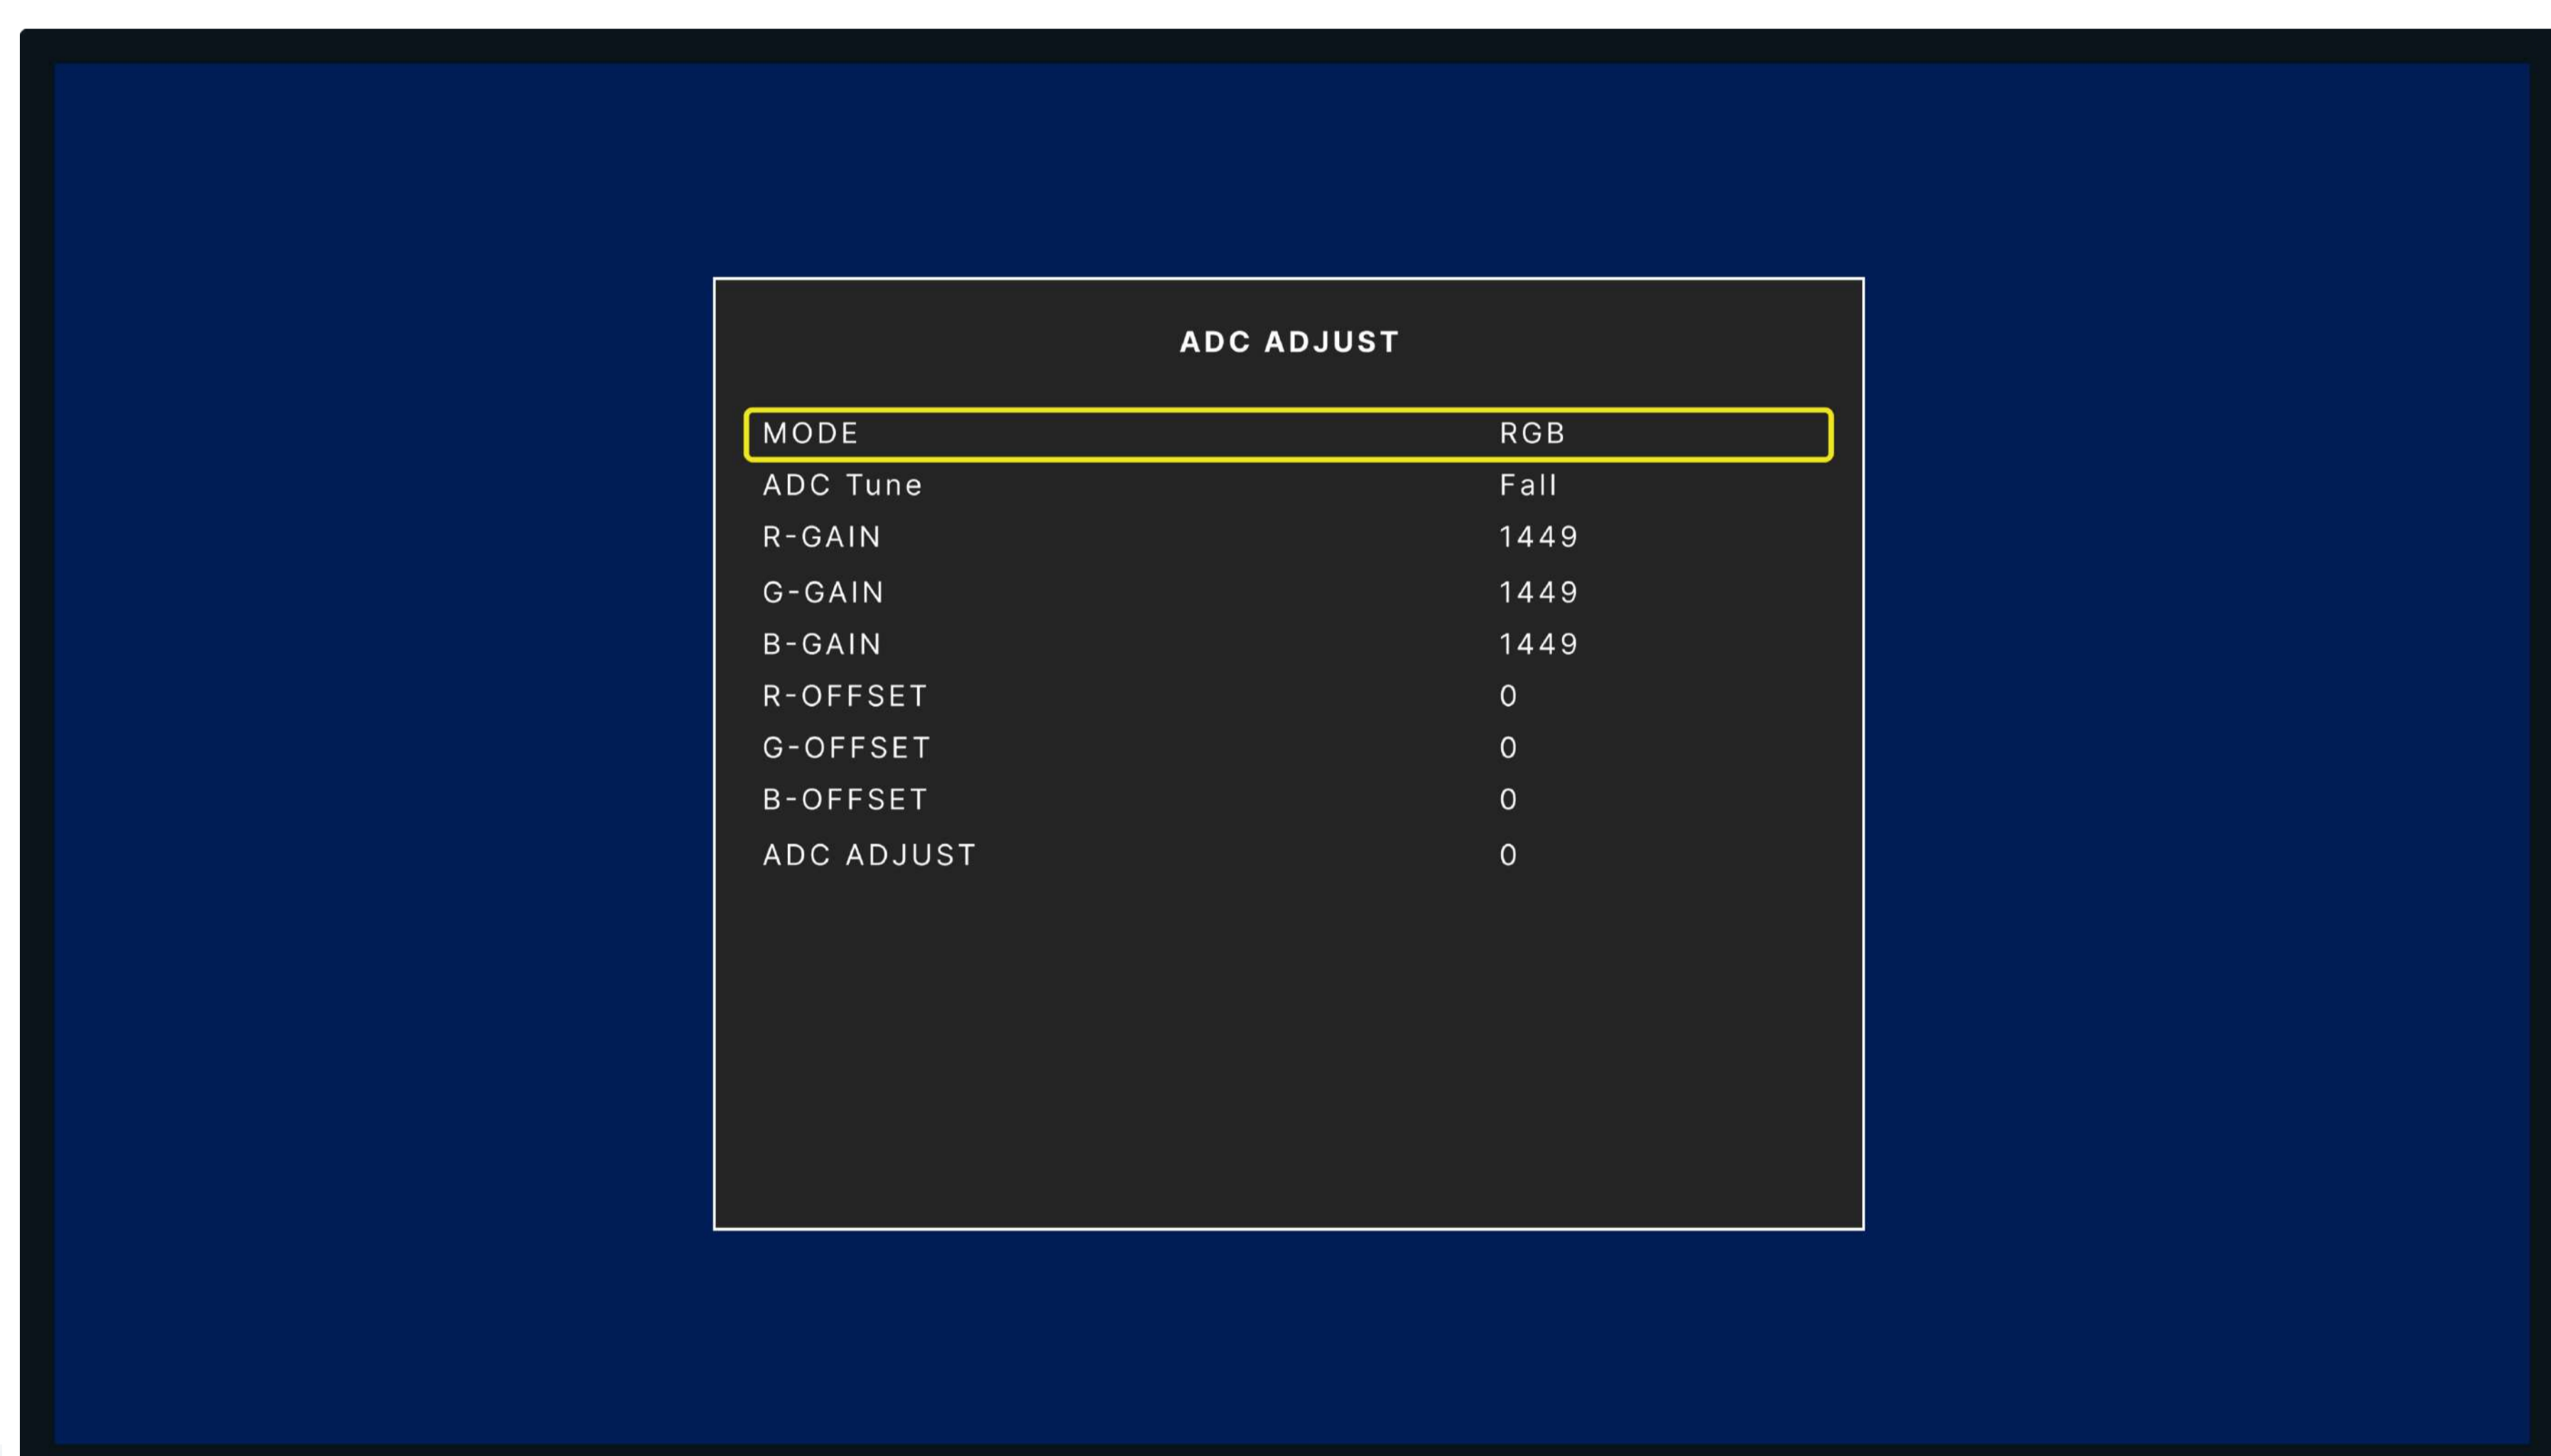 ADC ADJUST
MODE RGB
ADC Tune Fall
R-GAIN 1449
G-GAIN 1449
B-GAIN 1449
R-OFFSET 0
G-OFFSET 0
B-OFFSET 0
ADC ADJUST 0